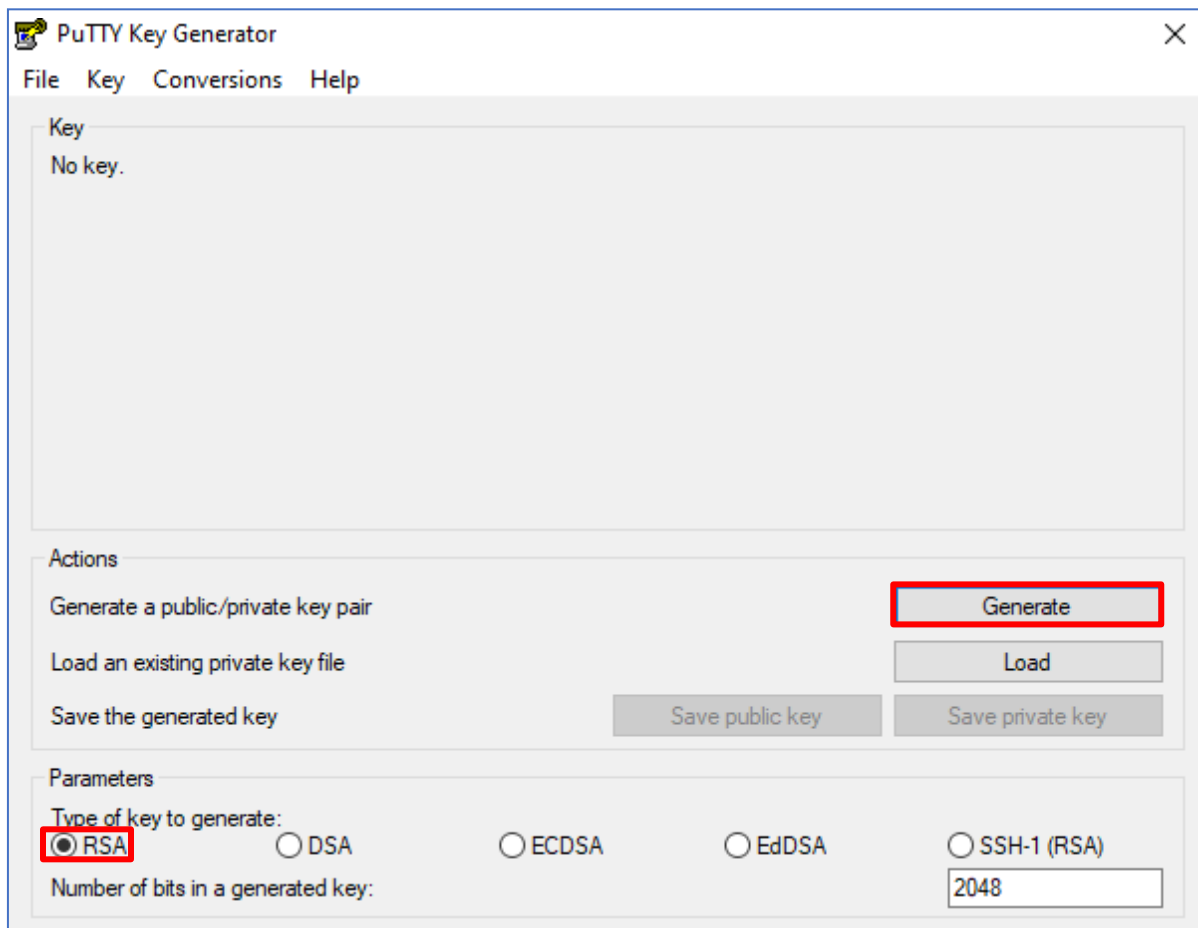 PuTTY Key Generator
File Key Conversions Help
Key
No key.
Actions
Generate a public/private key pair Generate
Load an existing private key file Load
Save the generated key Save public key Save private key
Parameters
Type of key to generate:
RSA DSA ECDSA EdDSA SSH-1 (RSA)
Number of bits in a generated key: 2048